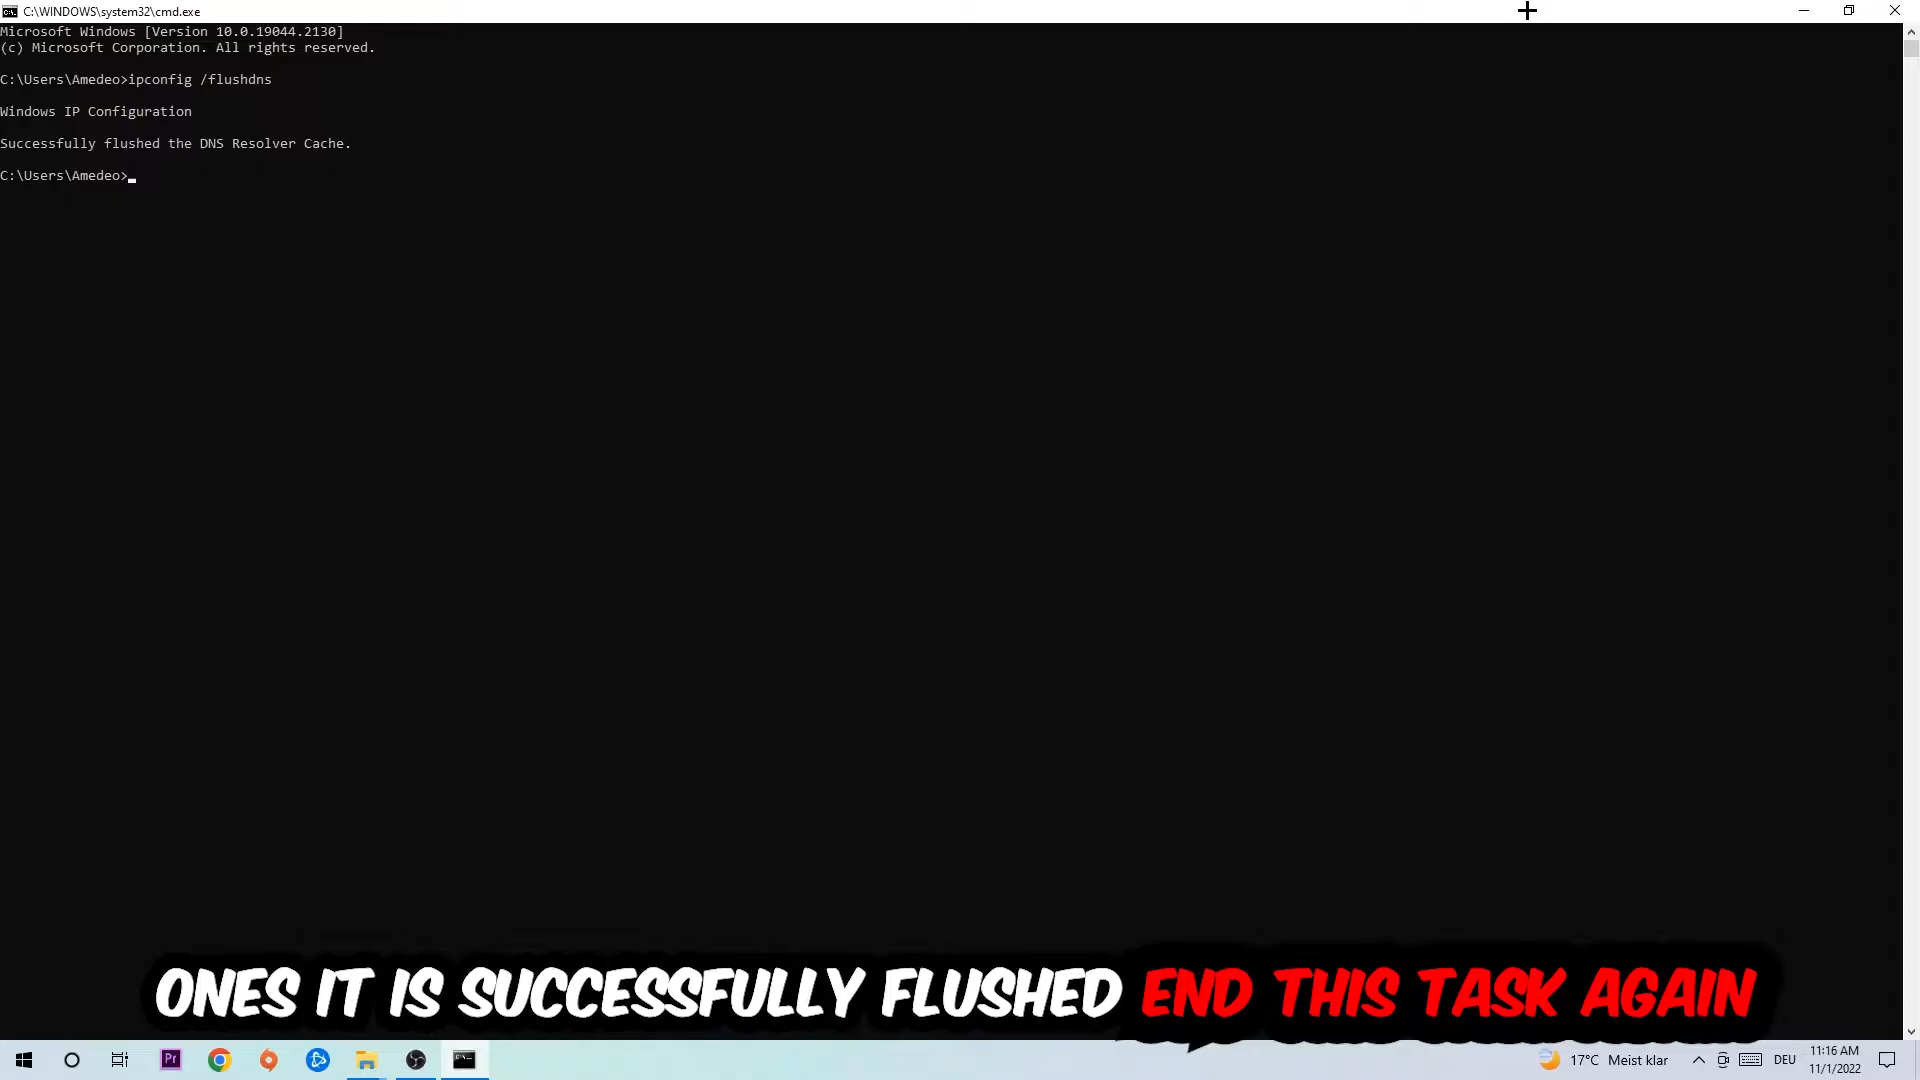 C:\WINDOWS\system32\cmd.exe
Microsoft Windows [Version 10.0.19044.2130]
(c) Microsoft Corporation. All rights reserved.
C:\Users\Amedeo>ipconfig /flushdns
Windows IP Configuration
Successfully flushed the DNS Resolver Cache.
C:\Users\Amedeo>
ONES IT IS SUCCESSFULLY FLUSHED END THIS TASK AGAIN
Pr
17°C Meist klar
DEU
11:16 AM
11/1/2022